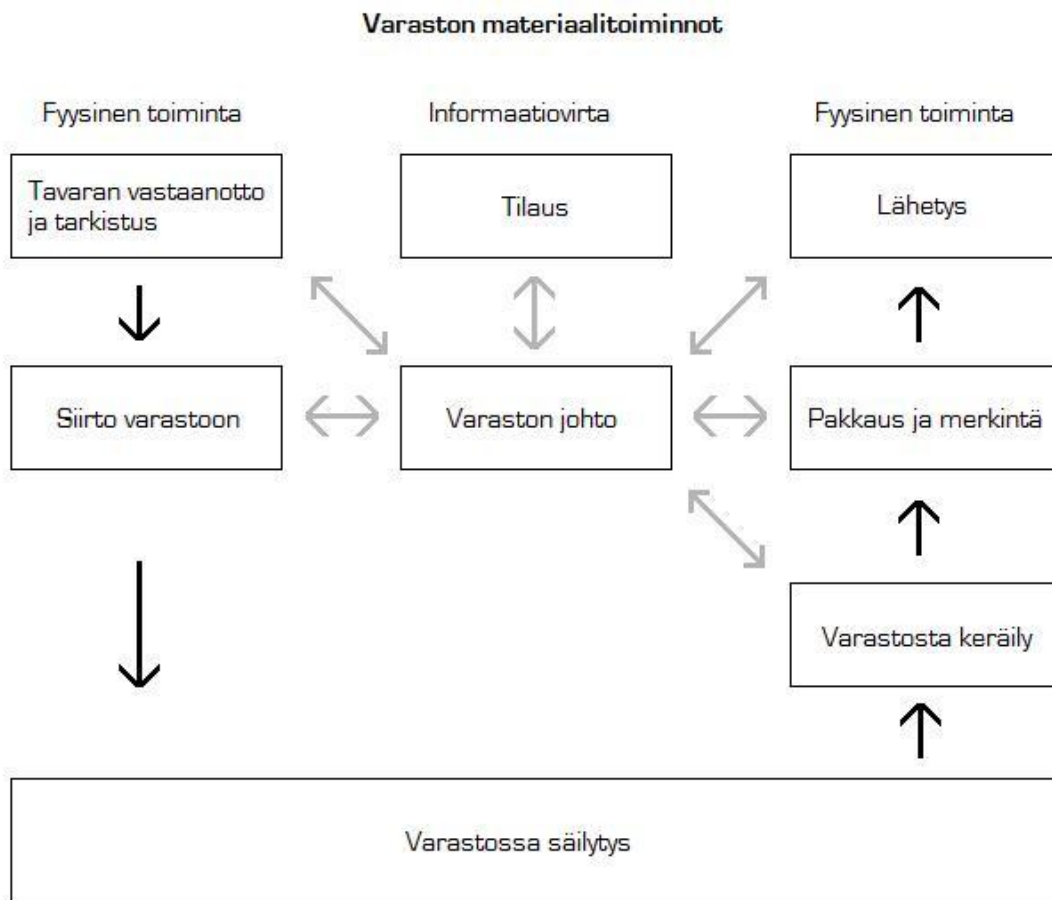 Varaston materiaalitoiminnot
Fyysinen toiminta
Informaatiovirta
Fyysinen toiminta
Tavaran vastaanotto
ja tarkistus
Tilaus
Lähetys
Siirto varastoon
Varaston johto
Pakkaus ja merkintä
Varastosta keräily
Varastossa säilytys